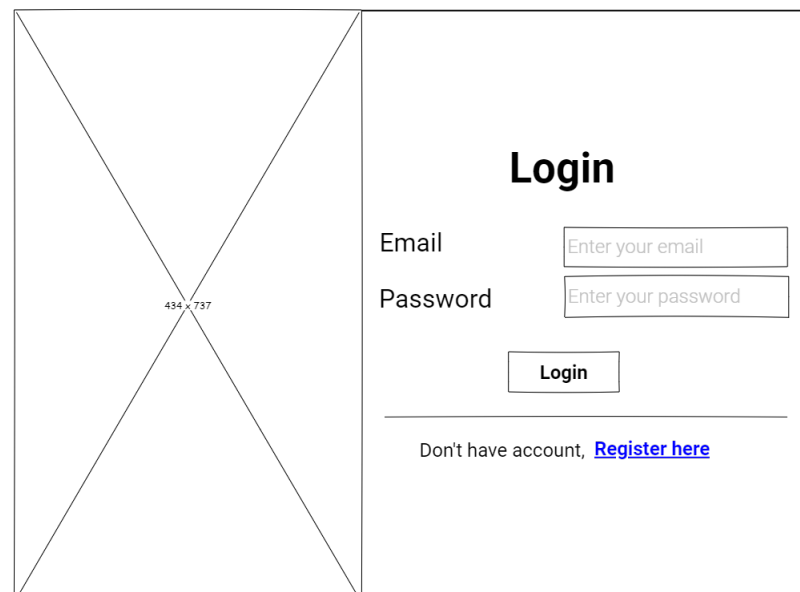 Login
Email
Enter your email
434 x 737
Password
Enter your password
Login
Don't have account, Register here